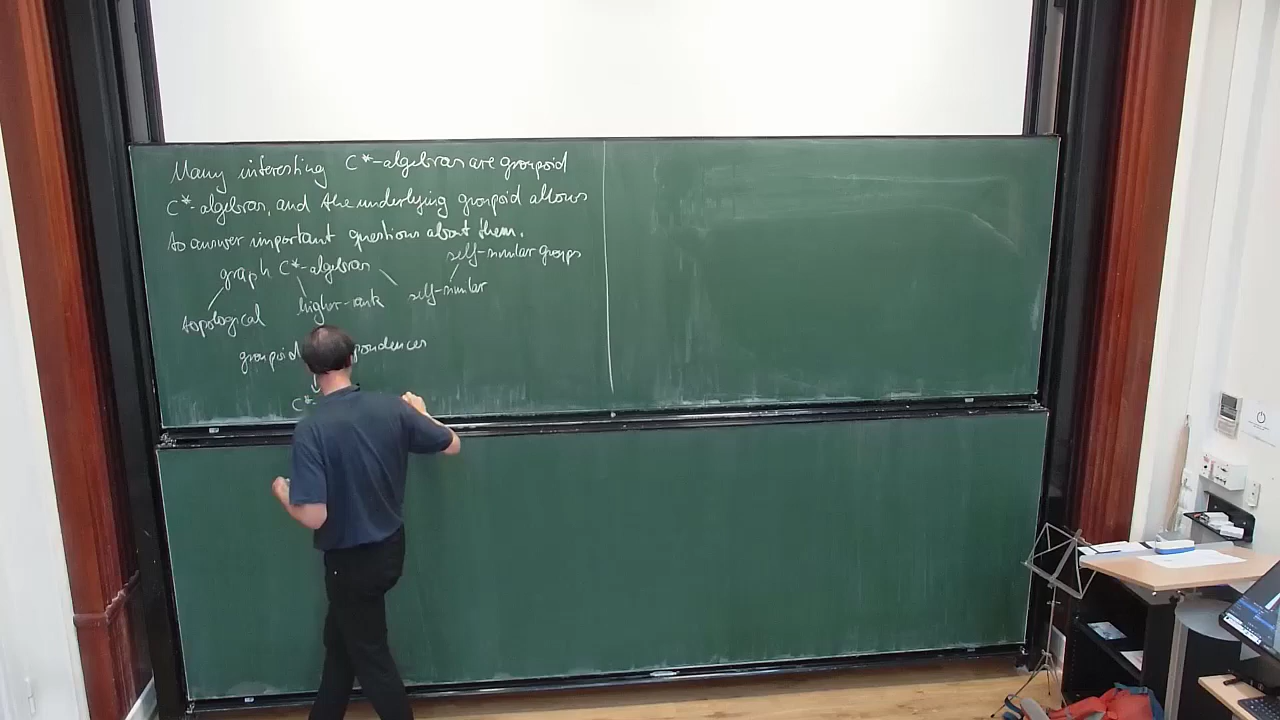 Many interesting C*-algebras are groupoid
C*-algebras, and the underlying groupoid allows
to answer important questions about them.
self-similar groups
graph C*-algebras
topological higher-rank self-similar
groupoid pondences
C*